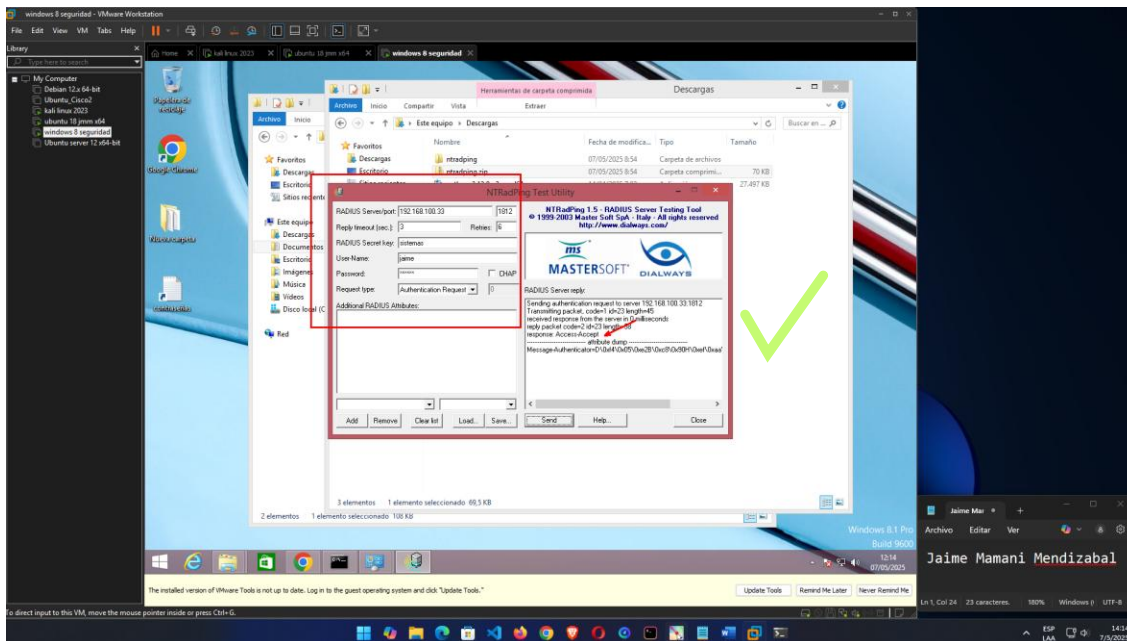 windows 8 seguridad - VMware Workstation
File Edit View VM Tabs Help
Library
Type here to search
My Computer
Debian 12.x 64-bit
Ubuntu_Cisco2
kali linux 2023
ubuntu 18 jmm x64
windows 8 seguridad
Ubuntu server 12 x64-bit
Home
kali linux 2023
ubuntu 18 jmm x64
windows 8 seguridad
Papelera de reciclaje
Google Chrome
Nueva carpeta
contraseñas
Archivo Inicio
Favoritos
Descargas
Escritorio
Sitios recientes
Este equipo
Descargas
Documentos
Escritorio
Imágenes
Música
Vídeos
Disco local (C
Red
2 elementos
Herramientas de carpeta comprimida
Descargas
Archivo Inicio Compartir Vista Extraer
Este equipo Descargas
Buscar en ...
Favoritos
Descargas
Escritorio
Nombre Fecha de modifica... Tipo Tamaño
ntradping 07/05/2025 8:54 Carpeta de archivos
ntradping.zip 07/05/2025 8:54 Carpeta comprimi... 70 KB
27.497 KB
3 elementos 1 elemento seleccionado 69,5 KB
1 elemento seleccionado 108 KB
NTRadPing Test Utility
RADIUS Server/port: 192.168.100.33 1812
Reply timeout (sec.): 3 Retries: 6
RADIUS Secret key: sistemas
User-Name: jaime
Password:
CHAP
Request type: Authentication Request 0
Additional RADIUS Attributes:
Add Remove Clear list Load... Save...
NTRadPing 1.5 - RADIUS Server Testing Tool
© 1999-2003 Master Soft SpA - Italy - All rights reserved
http://www.dialways.com/
ms
MASTERSOFT
DIALWAYS
RADIUS Server reply:
Sending authentication request to server 192.168.100.33:1812
Transmitting packet, code=1 id=23 length=45
received response from the server in 0 milliseconds
reply packet code=2 id=23 length=38
response: Access-Accept
attribute dump
Send Help... Close
Windows 8.1 Pro
Build 9600
12:14
07/05/2025
The installed version of VMware Tools is not up to date. Log in to the guest operating system and click "Update Tools."
Update Tools Remind Me Later Never Remind Me
To direct input to this VM, move the mouse pointer inside or press Ctrl+G.
Archivo Editar Ver
Jaime Mamani Mendizabal
Ln 1, Col 24 23 caracteres. 180% UTF-8
ESP
LAA
14:14
7/5/2025